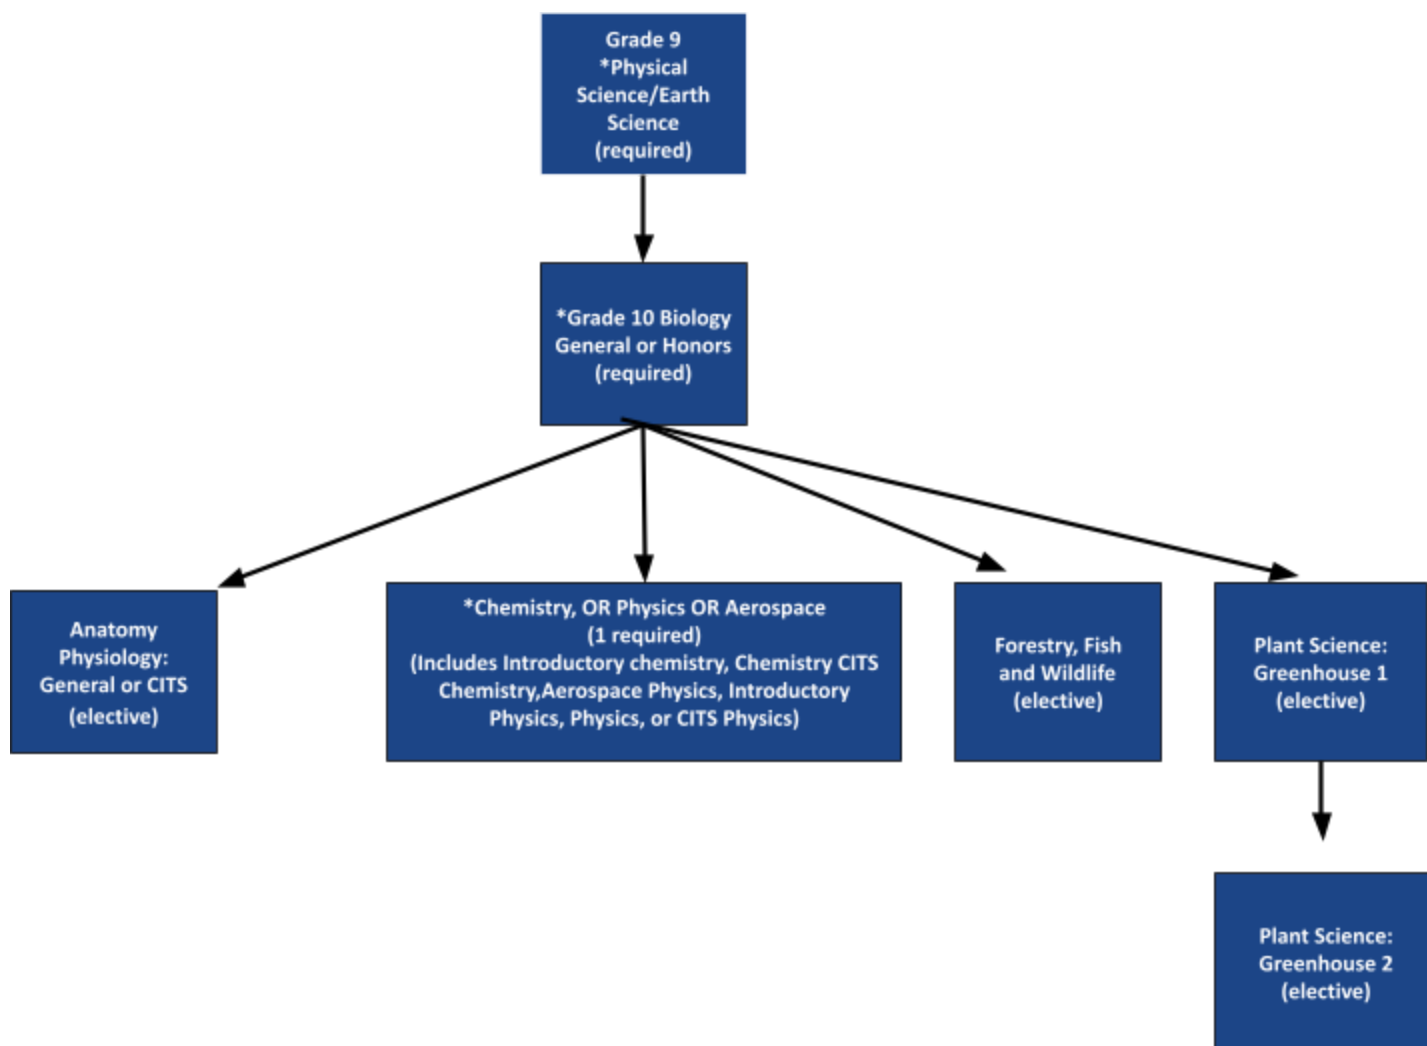 Grade 9
*Physical
Science/Earth
Science
(required)
*Grade 10 Biology
General or Honors
(required)
Anatomy
Physiology:
General or CITS
(elective)
*Chemistry, OR Physics OR Aerospace
(1 required)
(Includes Introductory chemistry, Chemistry CITS
Chemistry,Aerospace Physics, Introductory
Physics, Physics, or CITS Physics)
Forestry, Fish
and Wildlife
(elective)
Plant Science:
Greenhouse 1
(elective)
Plant Science:
Greenhouse 2
(elective)